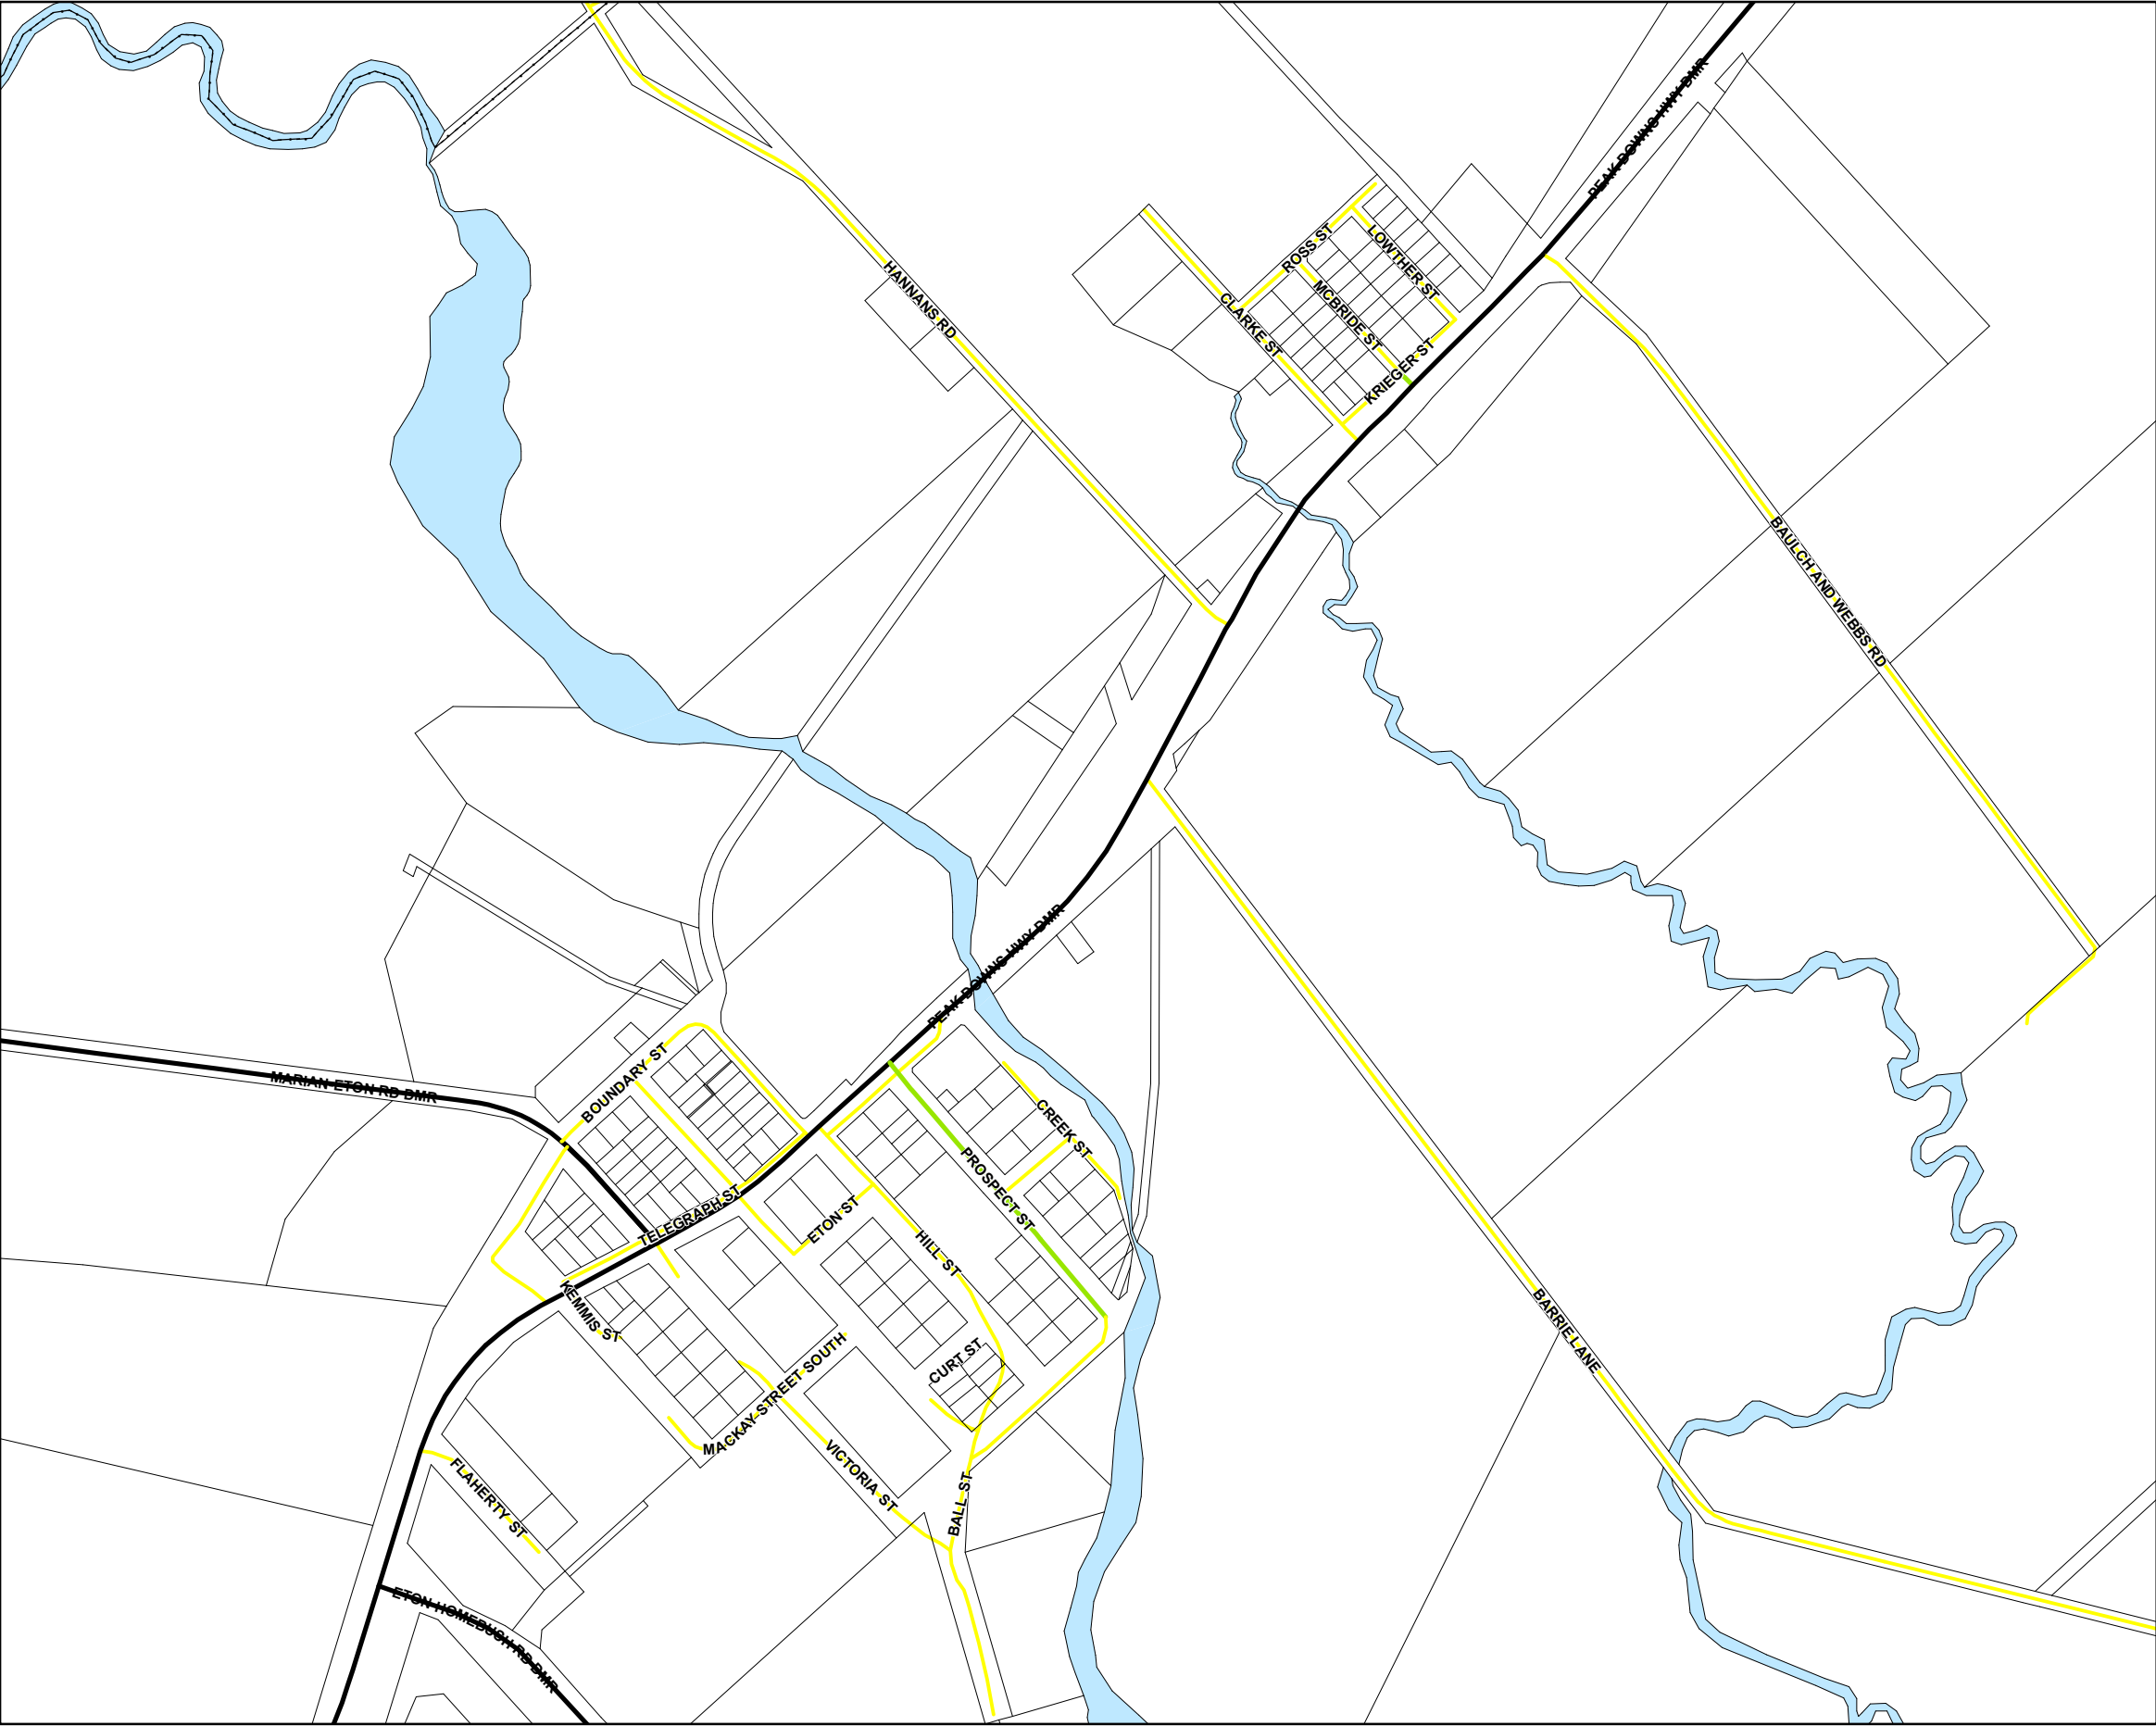 PEAK DOWNS HWY DMR
ROSS ST
LOWTHER ST
HANNANS RD
MCBRIDE ST
CLARKE ST
KRIEGER ST
BAULCH AND WEBBS RD
PEAK DOWNS HWY DMR
BOUNDARY ST
MARIAN ETON RD DMR
CREEK ST
PROSPECT ST
TELEGRAPH ST
ETON ST
HILL ST
KEMMIS ST
CURT ST
BARRIE LANE
MACKAY STREET SOUTH
VICTORIA ST
FLAHERTY ST
BALL ST
ETON HOMEBUSH RD DMR